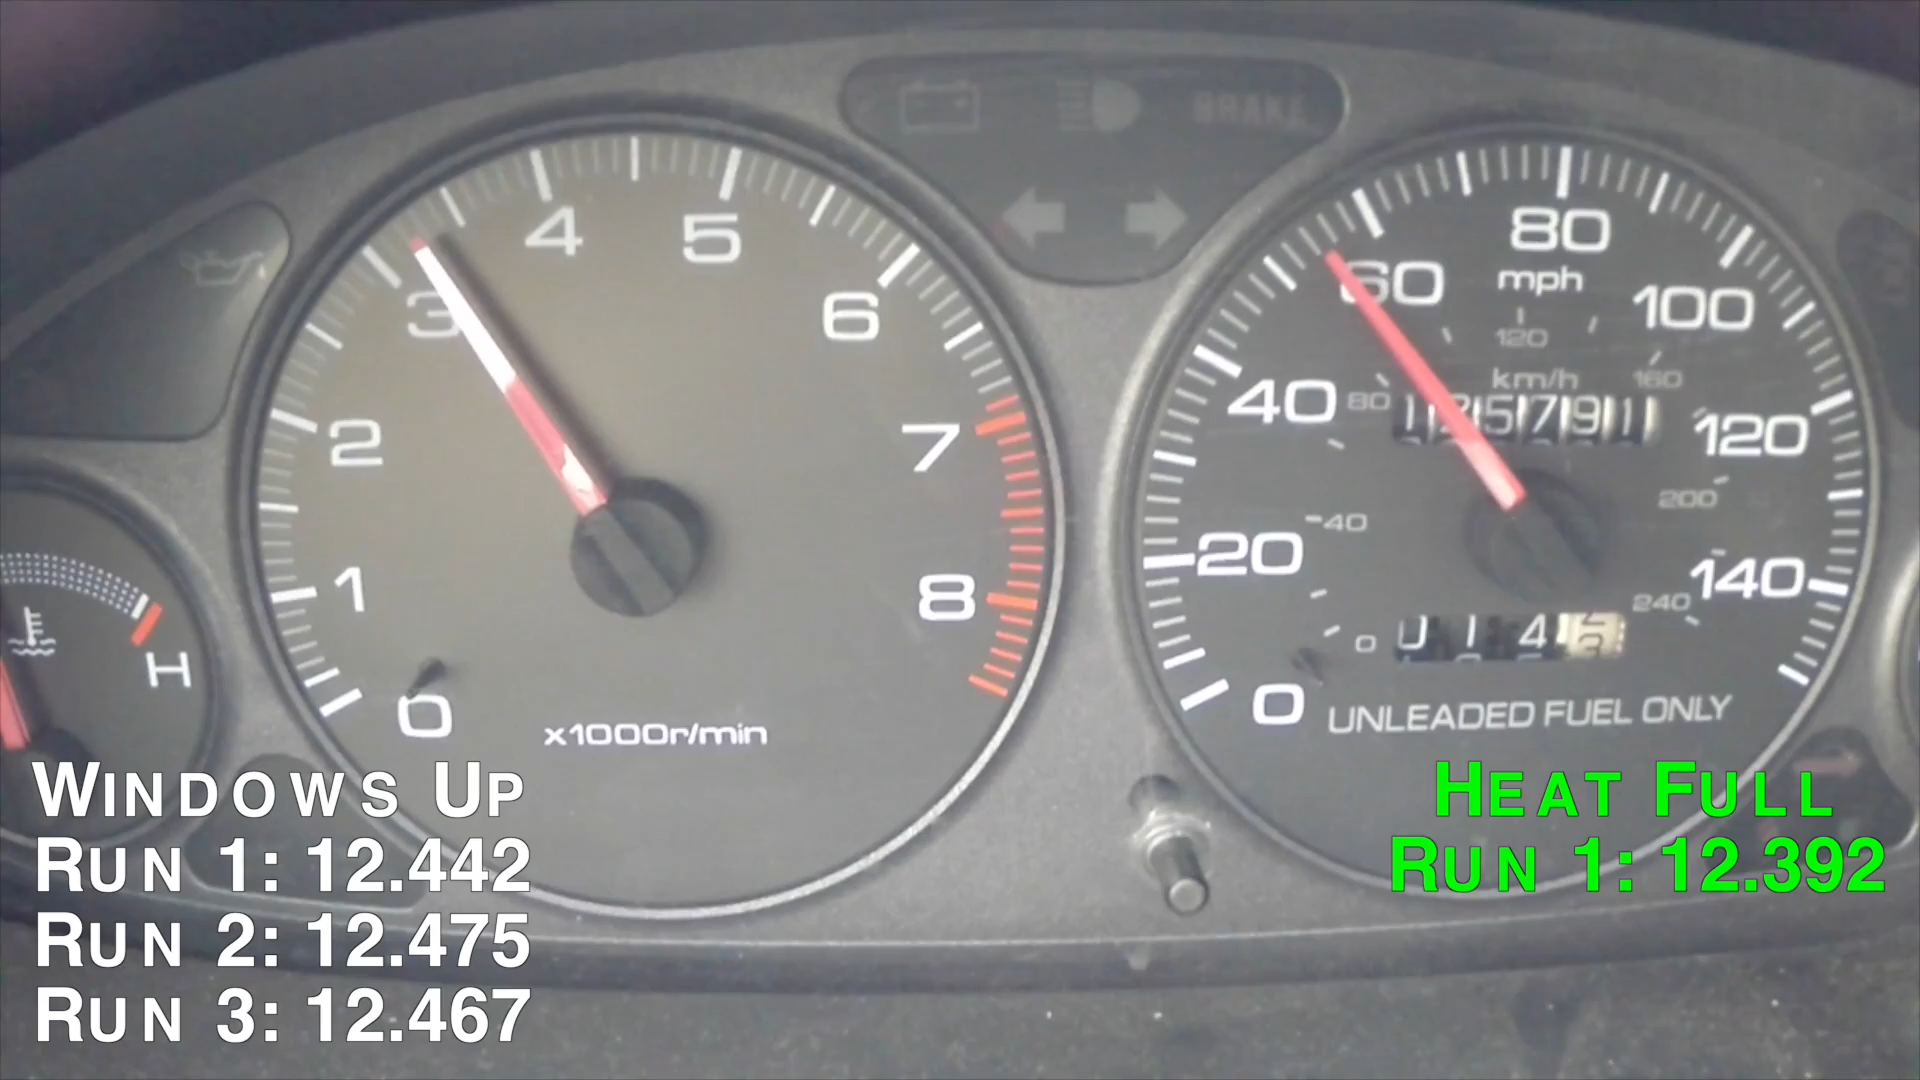 BRAKE
4 5
3
6
2
7
1
8
0
x1000r/min
H
80
mph
60
100
120
km/h
160
40
80
120
200
20
40
140
240
0
0
UNLEADED FUEL ONLY
WINDOWS UP
RUN 1: 12.442
RUN 2: 12.475
RUN 3: 12.467
HEAT FULL
RUN 1: 12.392